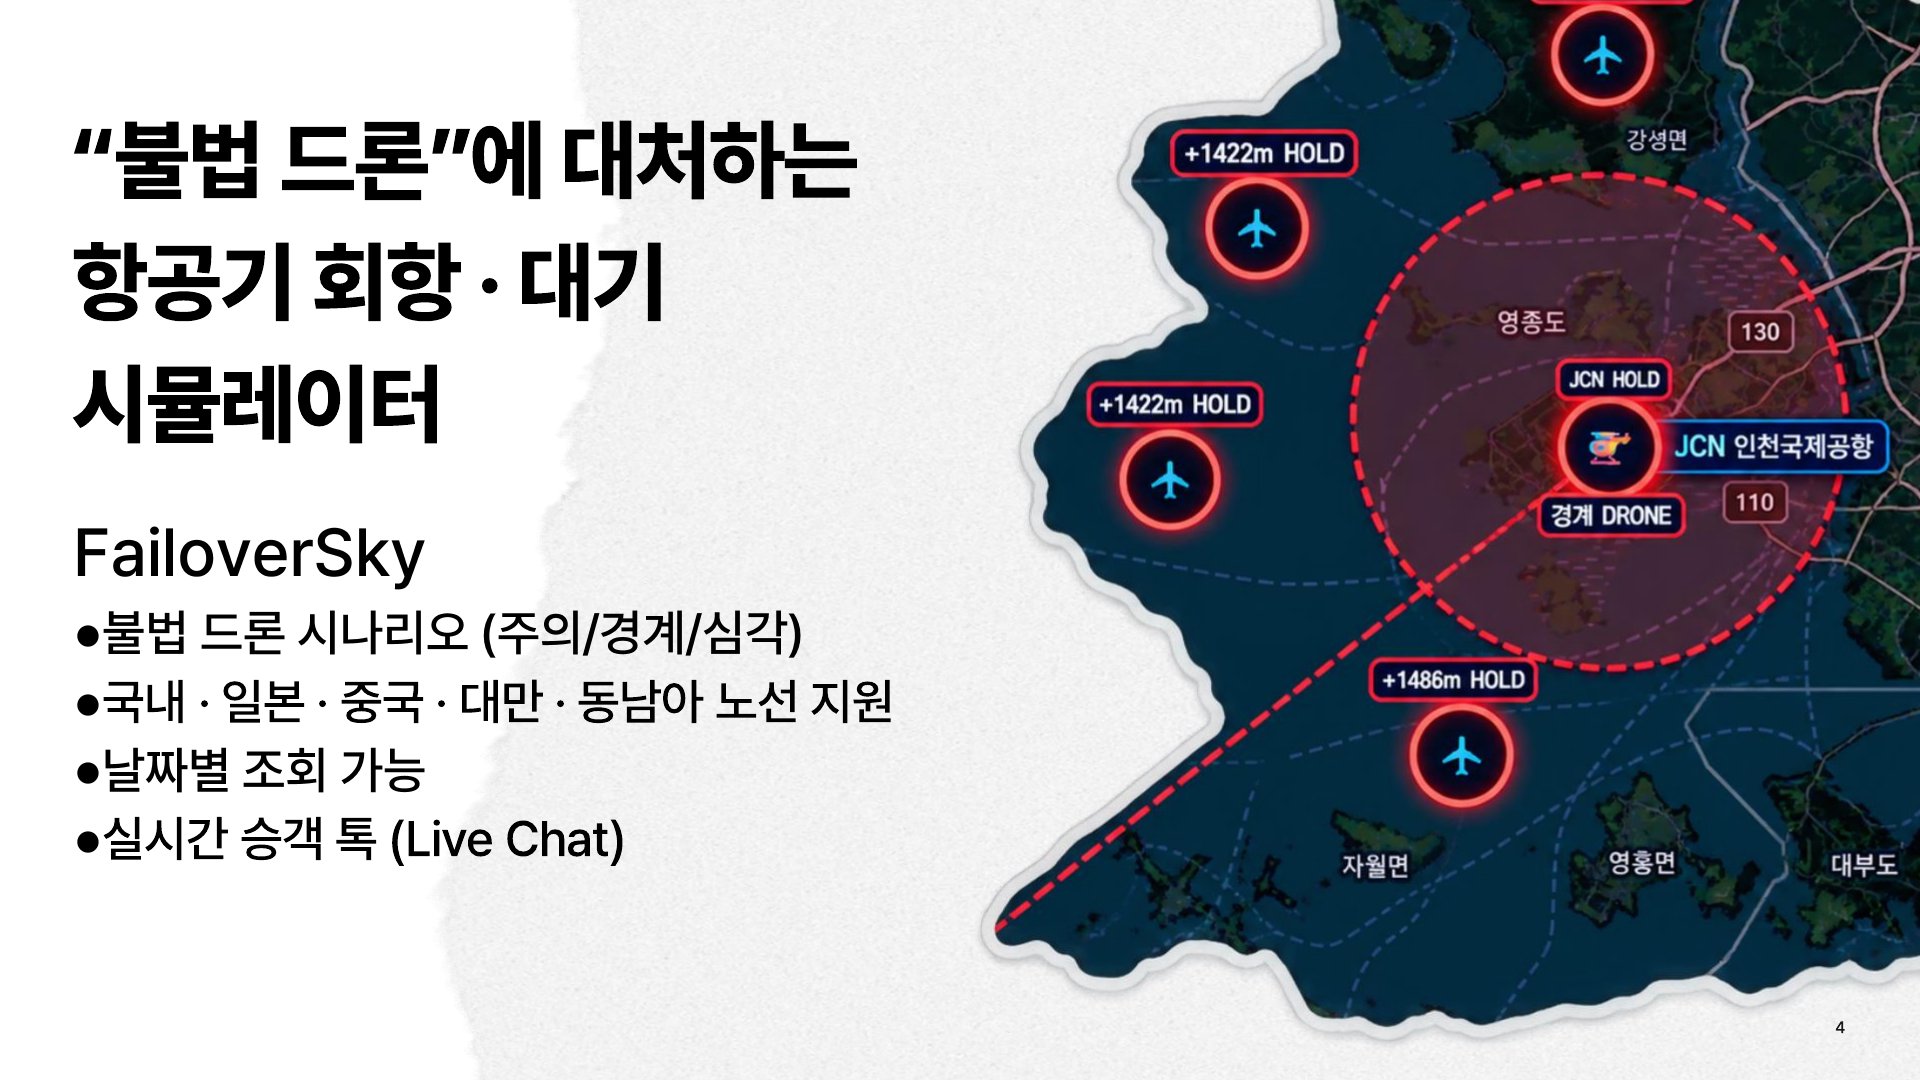 “불법 드론”에 대처하는
항공기 회항 · 대기
시뮬레이터
FailoverSky
●불법 드론 시나리오 (주의/경계/심각)
●국내 · 일본 · 중국 · 대만 · 동남아 노선 지원
●날짜별 조회 가능
●실시간 승객 톡 (Live Chat)
강성면
+1422m HOLD
영종도
130
JCN HOLD
+1422m HOLD
JCN 인천국제공항
110
경계 DRONE
+1486m HOLD
자월면
영흥면
대부도
4